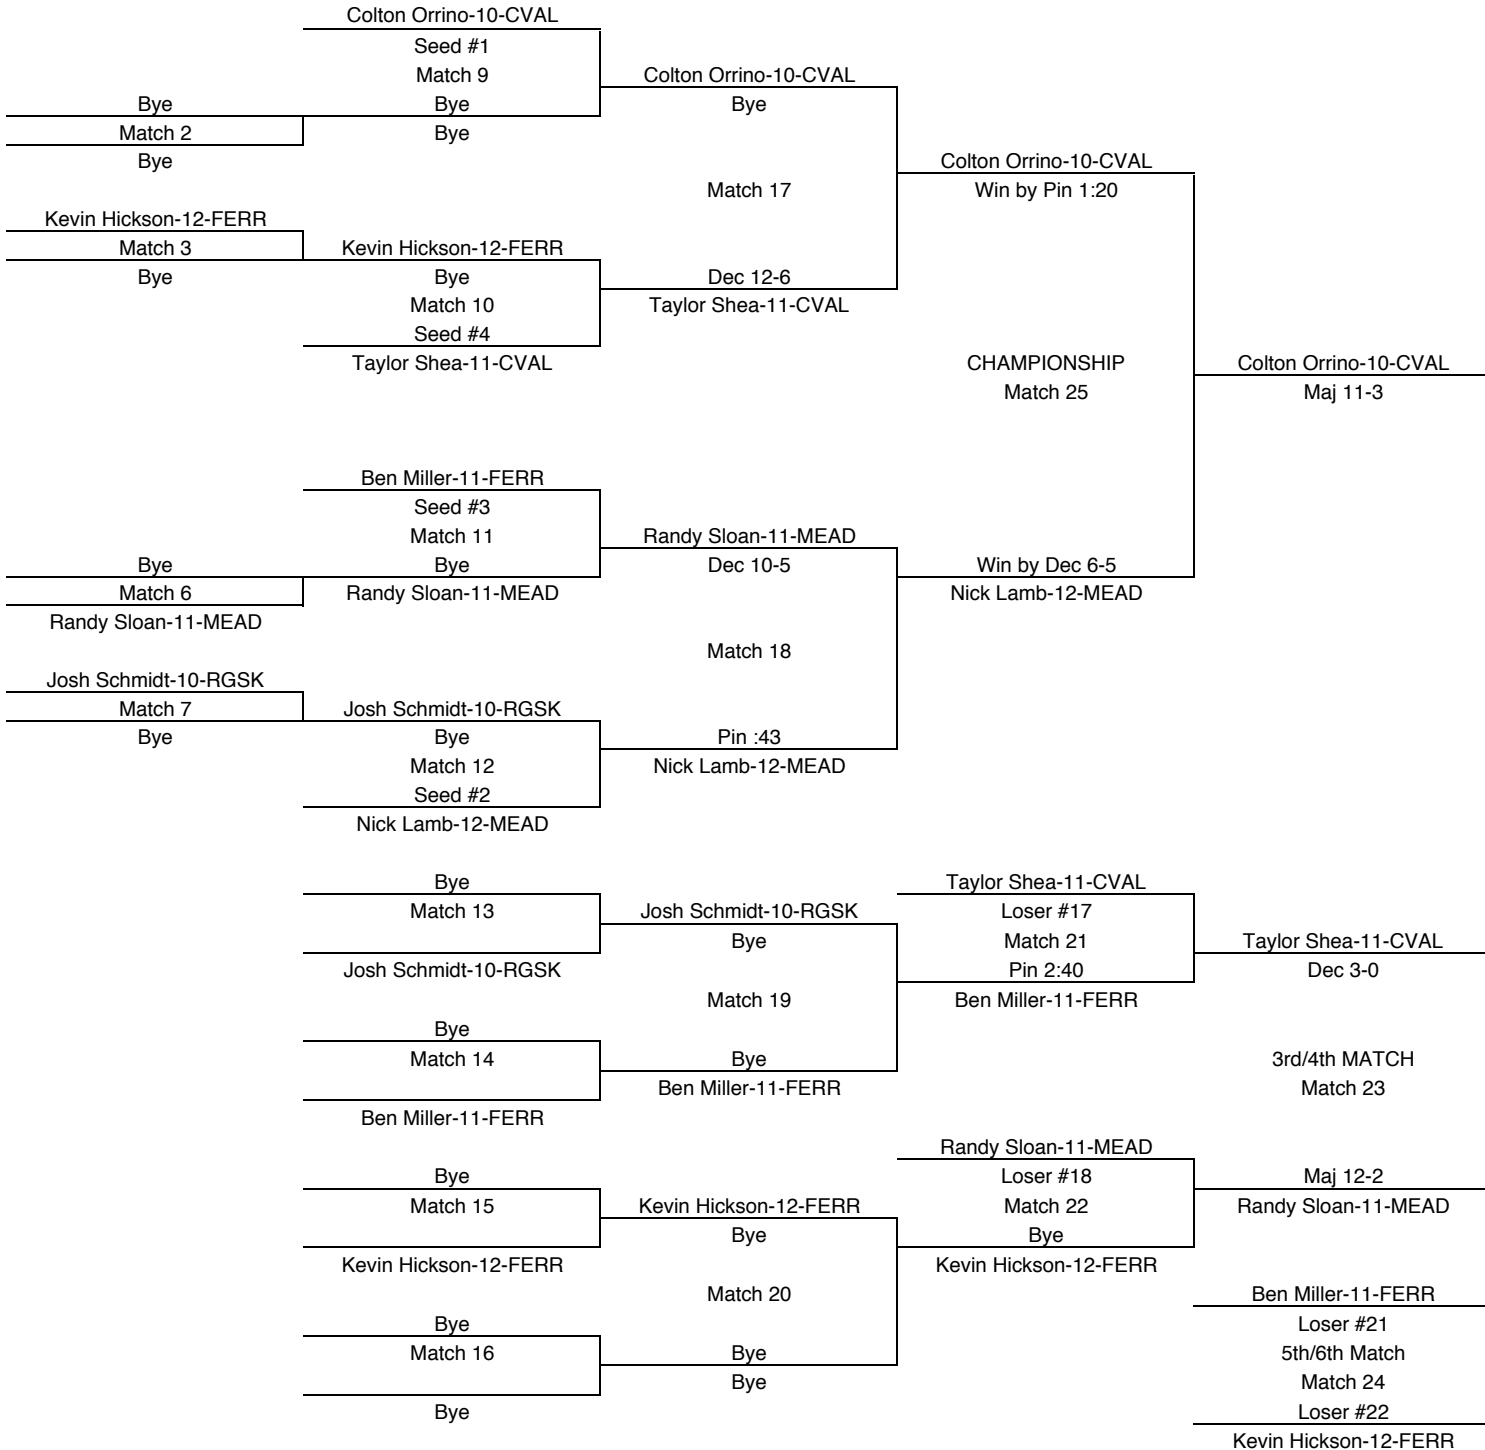 Colton Orrino-10-CVAL
Seed #1
Match 9
Colton Orrino-10-CVAL
Bye
Bye
Bye
Match 2
Bye
Bye
Colton Orrino-10-CVAL
Match 17
Win by Pin 1:20
Kevin Hickson-12-FERR
Match 3
Kevin Hickson-12-FERR
Bye
Bye
Dec 12-6
Match 10
Taylor Shea-11-CVAL
Seed #4
Taylor Shea-11-CVAL
CHAMPIONSHIP
Colton Orrino-10-CVAL
Match 25
Maj 11-3
Ben Miller-11-FERR
Seed #3
Match 11
Randy Sloan-11-MEAD
Bye
Bye
Dec 10-5
Win by Dec 6-5
Match 6
Randy Sloan-11-MEAD
Nick Lamb-12-MEAD
Randy Sloan-11-MEAD
Match 18
Josh Schmidt-10-RGSK
Match 7
Josh Schmidt-10-RGSK
Bye
Bye
Pin :43
Match 12
Nick Lamb-12-MEAD
Seed #2
Nick Lamb-12-MEAD
Bye
Taylor Shea-11-CVAL
Match 13
Josh Schmidt-10-RGSK
Loser #17
Bye
Match 21
Taylor Shea-11-CVAL
Josh Schmidt-10-RGSK
Pin 2:40
Dec 3-0
Match 19
Ben Miller-11-FERR
Bye
Match 14
Bye
3rd/4th MATCH
Ben Miller-11-FERR
Match 23
Ben Miller-11-FERR
Randy Sloan-11-MEAD
Bye
Loser #18
Maj 12-2
Match 15
Kevin Hickson-12-FERR
Match 22
Randy Sloan-11-MEAD
Bye
Bye
Kevin Hickson-12-FERR
Kevin Hickson-12-FERR
Match 20
Ben Miller-11-FERR
Bye
Loser #21
Match 16
Bye
5th/6th Match
Bye
Match 24
Bye
Loser #22
Kevin Hickson-12-FERR